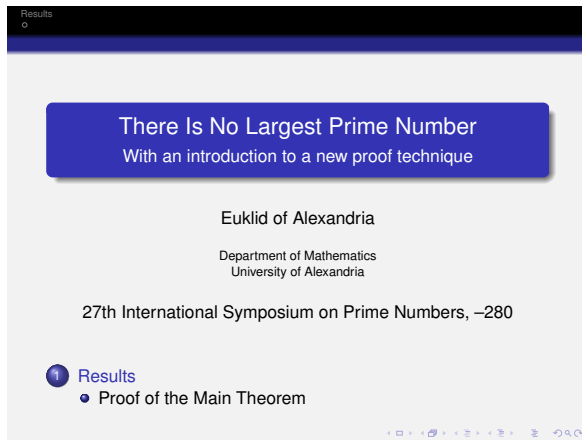 Results
There Is No Largest Prime Number
With an introduction to a new proof technique
Euklid of Alexandria
Department of Mathematics
University of Alexandria
27th International Symposium on Prime Numbers, –280
1 Results
Proof of the Main Theorem